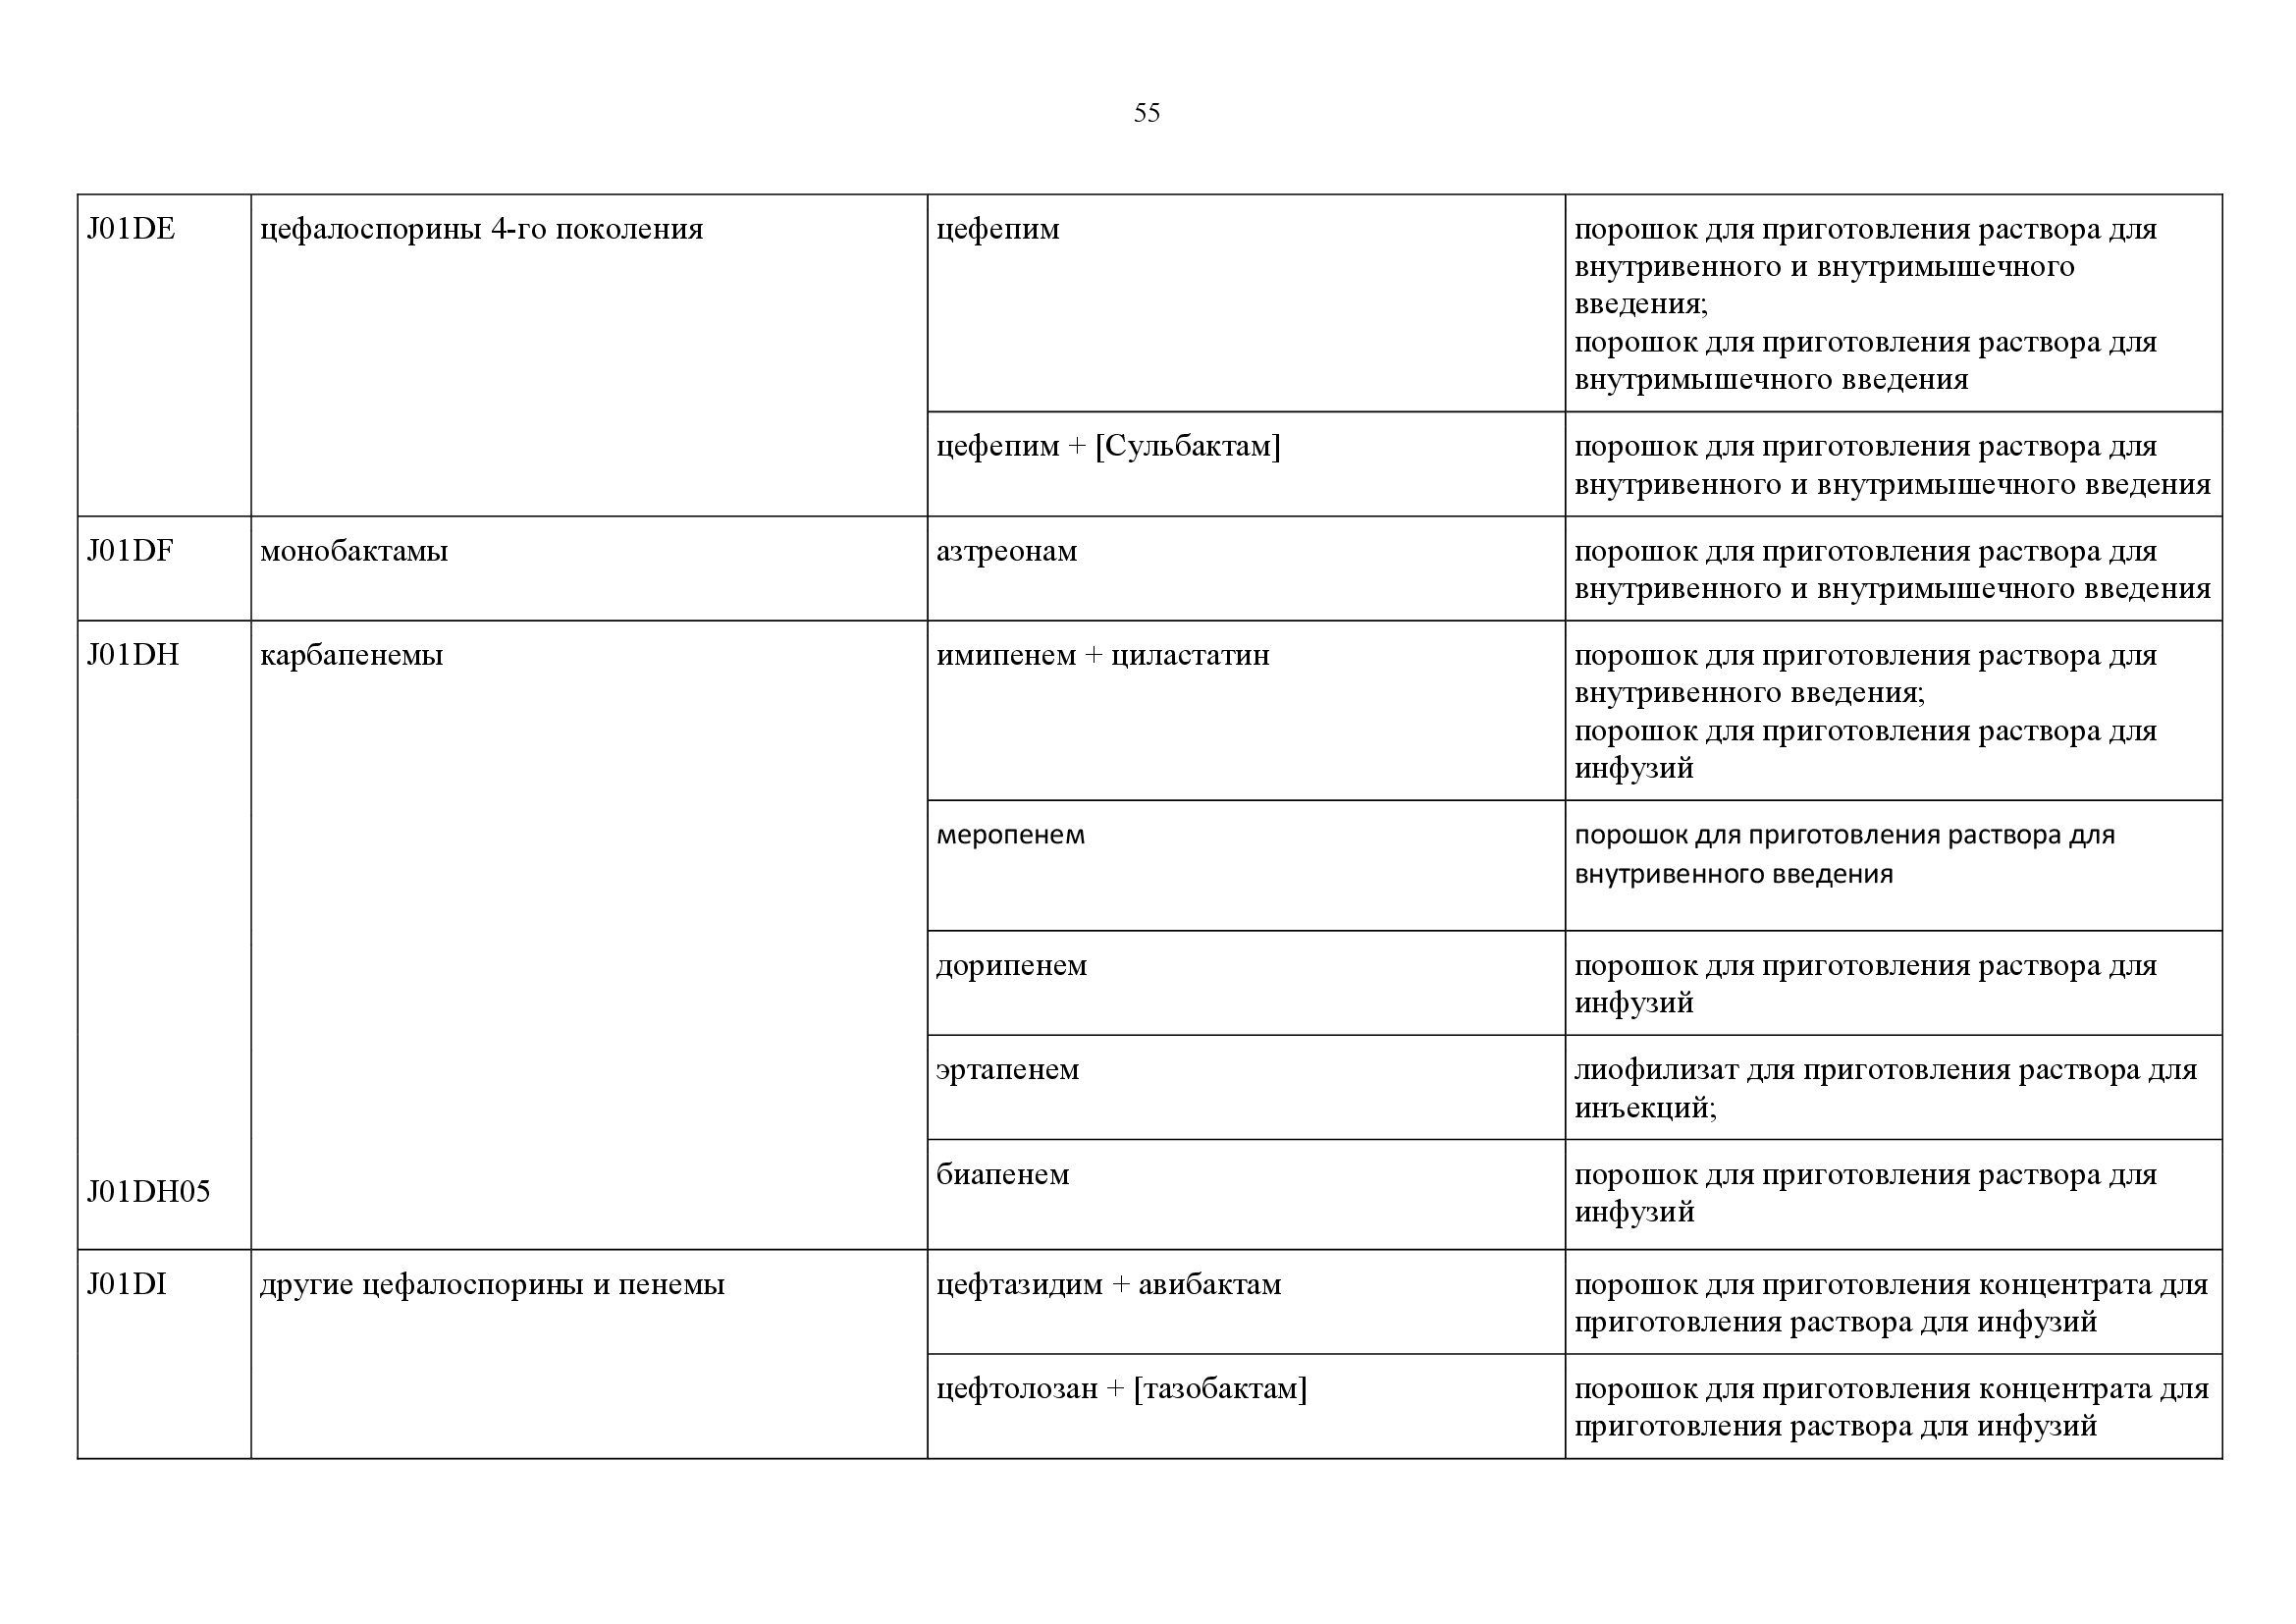 55
J01DE
цефалоспорины 4-го поколения
цефепим
порошок для приготовления раствора для
внутривенного и внутримышечного
введения;
порошок для приготовления раствора для
внутримышечного введения
цефепим + [Сульбактам]
порошок для приготовления раствора для
внутривенного и внутримышечного введения
J01DF
монобактамы
азтреонам
порошок для приготовления раствора для
внутривенного и внутримышечного введения
J01DH
карбапенемы
имипенем + циластатин
порошок для приготовления раствора для
внутривенного введения;
порошок для приготовления раствора для
инфузий
меропенем
порошок для приготовления раствора для
внутривенного введения
дорипенем
порошок для приготовления раствора для
инфузий
эртапенем
лиофилизат для приготовления раствора для
инъекций;
J01DH05
биапенем
порошок для приготовления раствора для
инфузий
J01DI
другие цефалоспорины и пенемы
цефтазидим + авибактам
порошок для приготовления концентрата для
приготовления раствора для инфузий
цефтолозан + [тазобактам]
порошок для приготовления концентрата для
приготовления раствора для инфузий